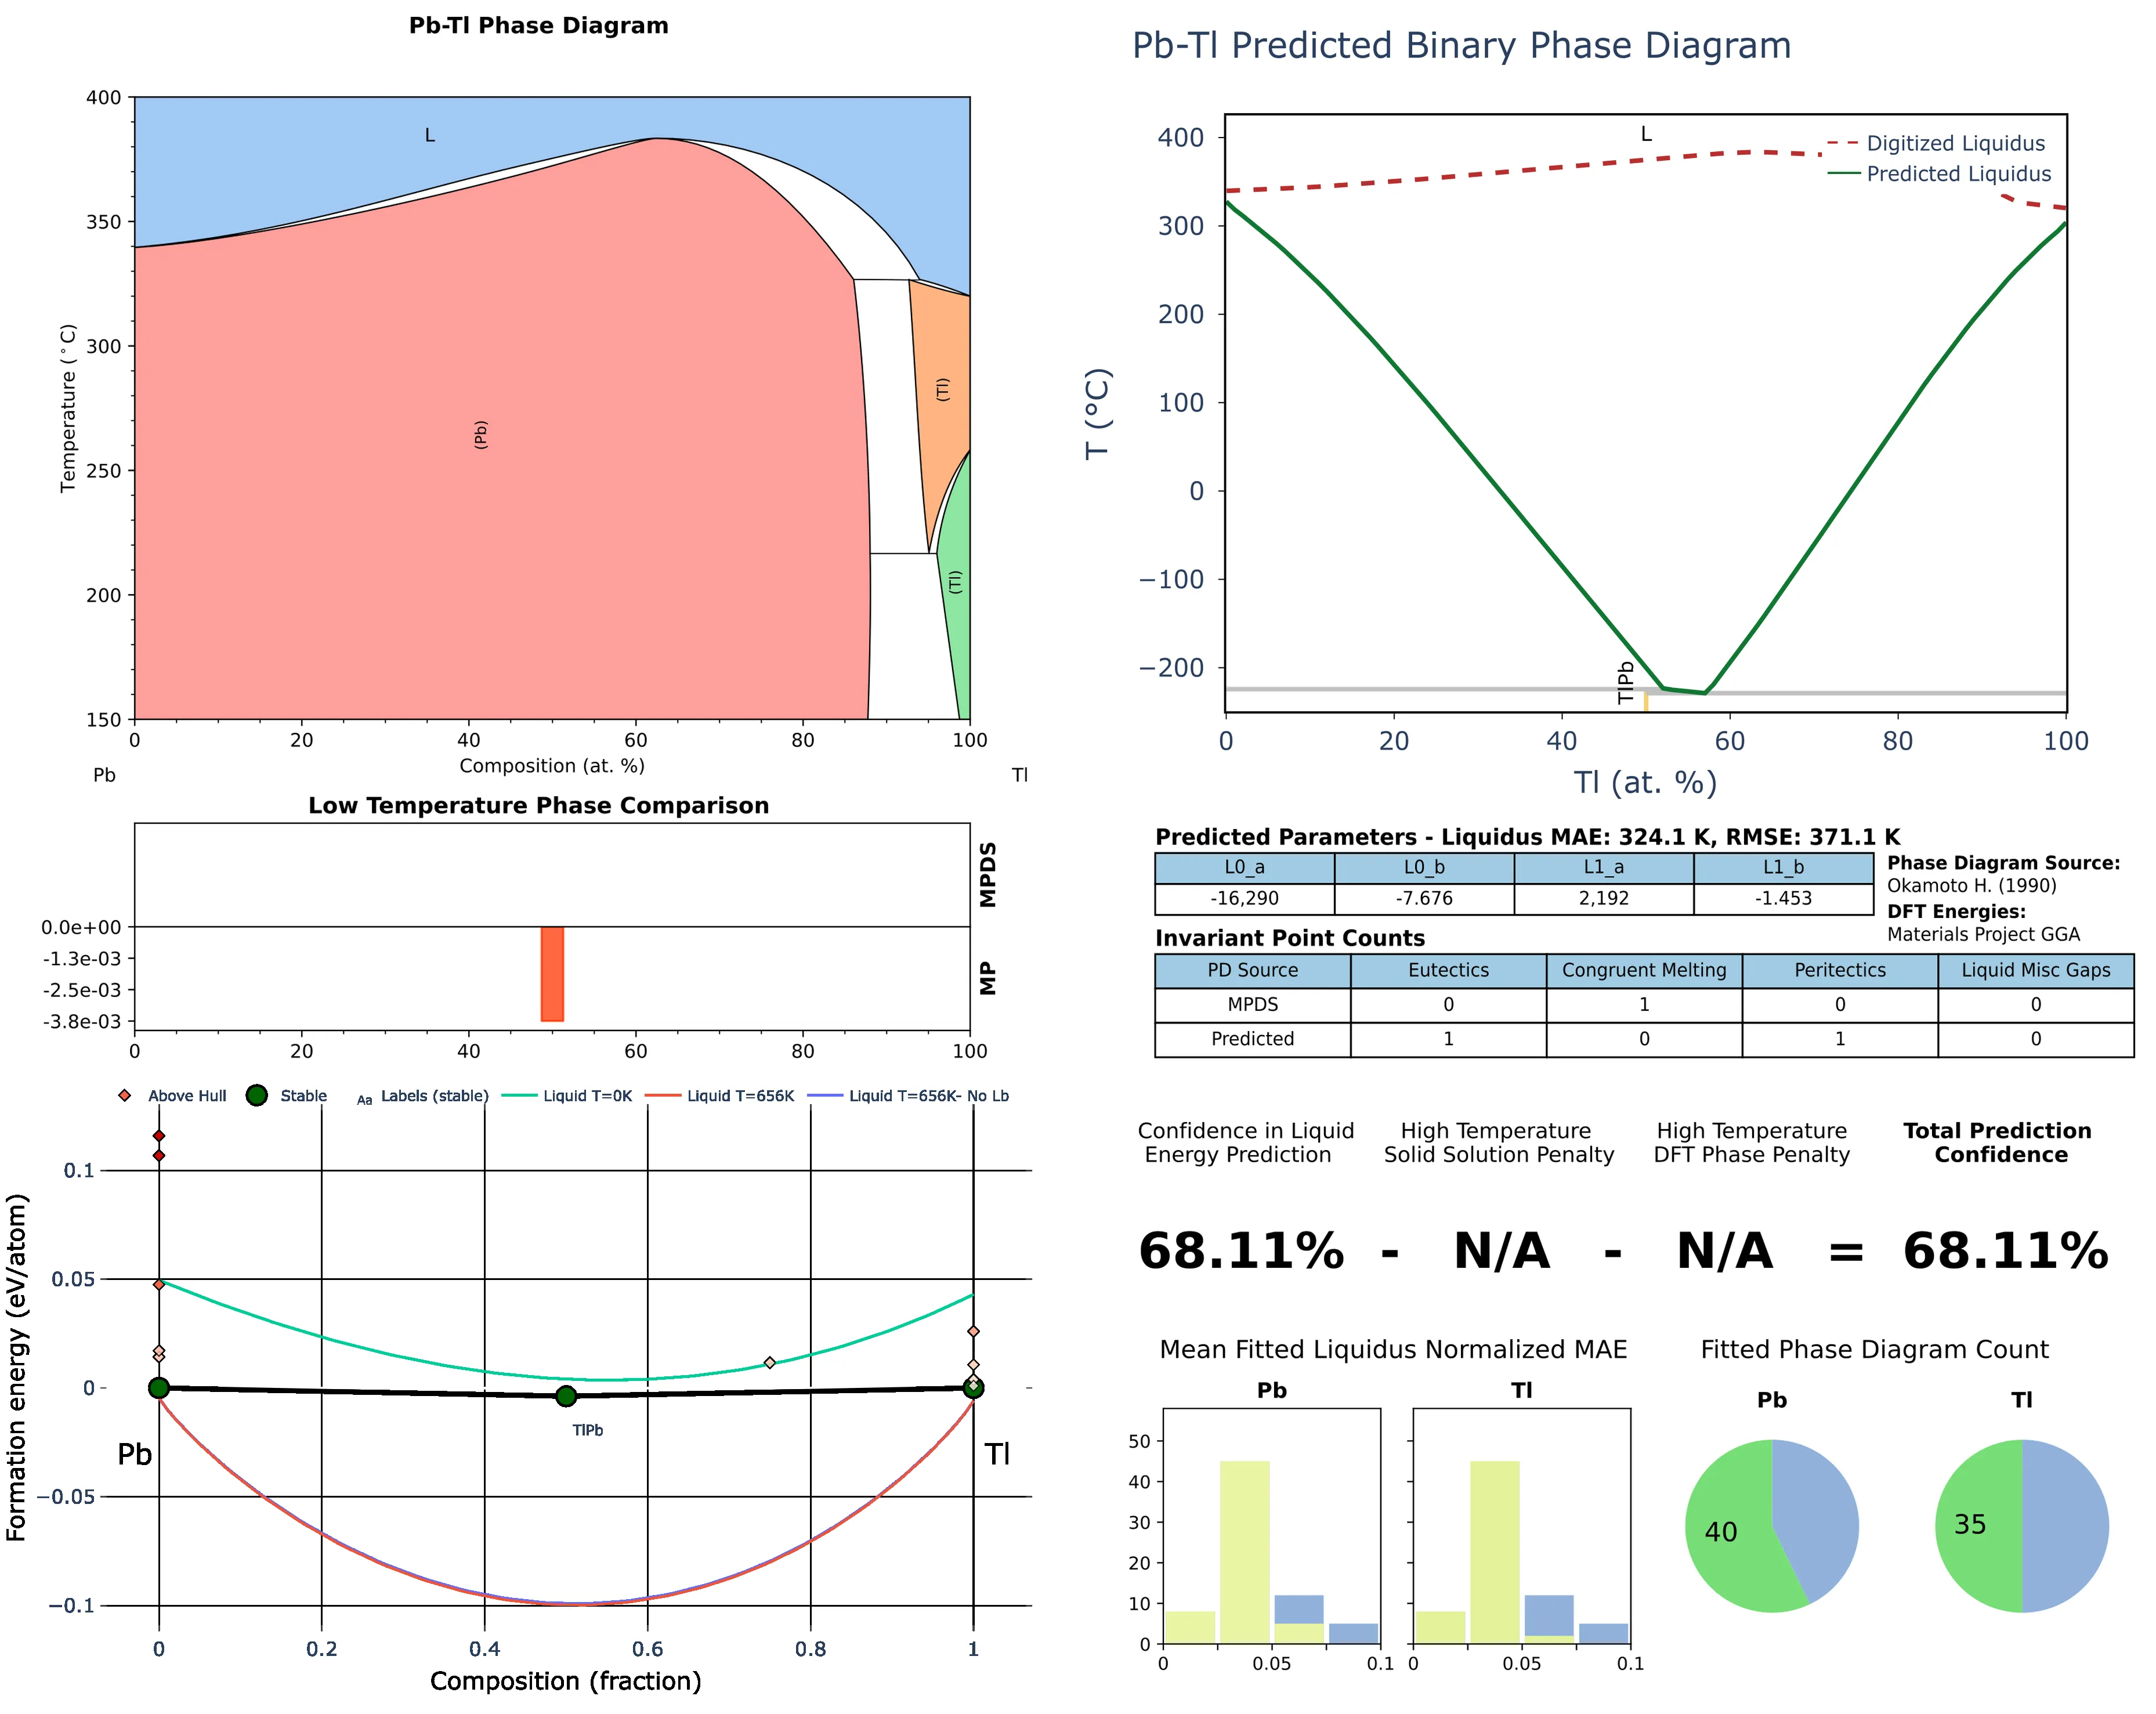 Pb-Tl Phase Diagram
400
350
300
250
200
150
Temperature (°C)
L
(Pb)
(Tl)
(Tl)
0 20 40 60 80 100
Composition (at. %)
Pb Tl
Low Temperature Phase Comparison
0.0e+00
-1.3e-03
-2.5e-03
-3.8e-03
MPDS
MP
0 20 40 60 80 100
Above Hull Stable Aa Labels (stable) Liquid T=0K Liquid T=656K Liquid T=656K- No Lb
0.1
0.05
0
−0.05
−0.1
Formation energy (eV/atom)
Pb Tl
TlPb
0 0.2 0.4 0.6 0.8 1
Composition (fraction)
Pb-Tl Predicted Binary Phase Diagram
400
300
200
100
0
−100
−200
T (°C)
L
Digitized Liquidus
Predicted Liquidus
TlPb
0 20 40 60 80 100
Tl (at. %)
Predicted Parameters - Liquidus MAE: 324.1 K, RMSE: 371.1 K
L0_a L0_b L1_a L1_b
-16,290 -7.676 2,192 -1.453
Phase Diagram Source:
Okamoto H. (1990)
DFT Energies:
Materials Project GGA
Invariant Point Counts
PD Source Eutectics Congruent Melting Peritectics Liquid Misc Gaps
MPDS 0 1 0 0
Predicted 1 0 1 0
Confidence in Liquid
Energy Prediction
High Temperature
Solid Solution Penalty
High Temperature
DFT Phase Penalty
Total Prediction
Confidence
68.11% - N/A - N/A = 68.11%
Mean Fitted Liquidus Normalized MAE
Pb Tl
50
40
30
20
10
0
0 0.05 0.1 0 0.05 0.1
Fitted Phase Diagram Count
Pb Tl
40 35